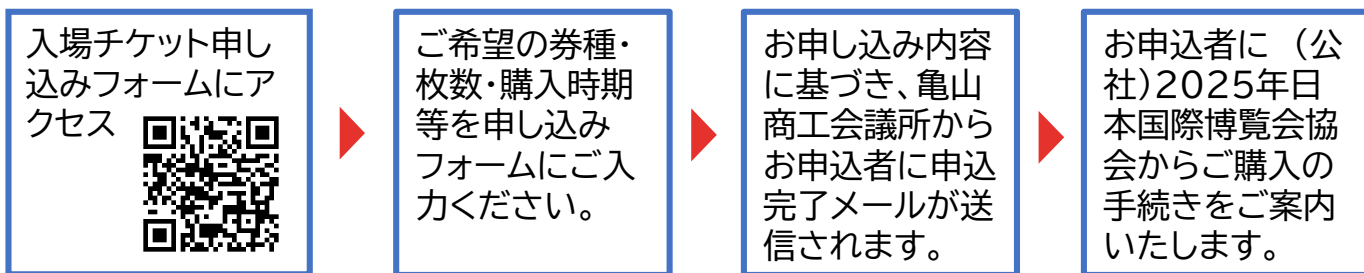 入場チケット申し
込みフォームにア
クセス
ご希望の券種・
枚数・購入時期
等を申し込み
フォームにご入
力ください。
お申し込み内容
に基づき、亀山
商工会議所から
お申込者に申込
完了メールが送
信されます。
お申込者に （公
社）2025年日
本国際博覧会協
会からご購入の
手続きをご案内
いたします。